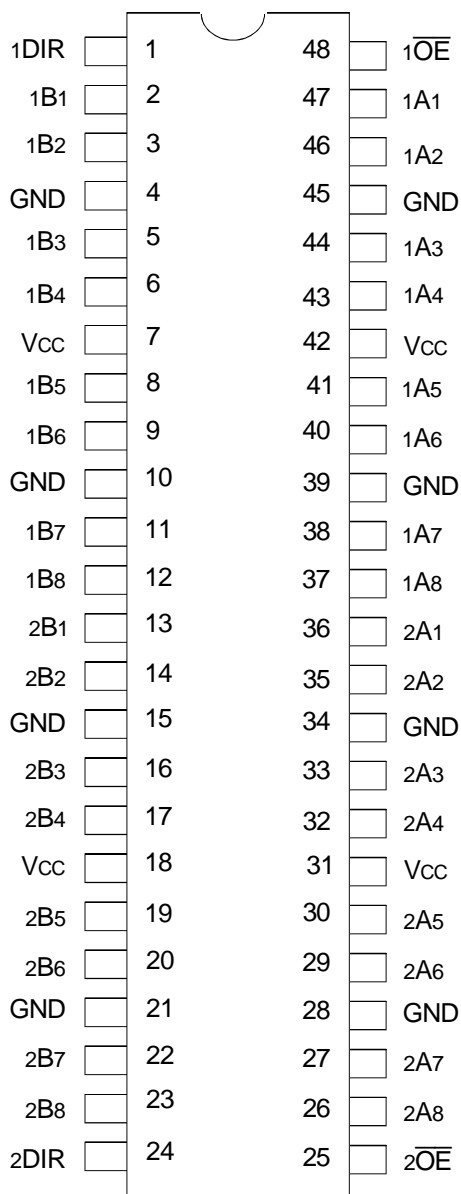 1DIR 1 48 1O̅E̅
1B1 2 47 1A1
1B2 3 46 1A2
GND 4 45 GND
1B3 5 44 1A3
1B4 6 43 1A4
VCC 7 42 VCC
1B5 8 41 1A5
1B6 9 40 1A6
GND 10 39 GND
1B7 11 38 1A7
1B8 12 37 1A8
2B1 13 36 2A1
2B2 14 35 2A2
GND 15 34 GND
2B3 16 33 2A3
2B4 17 32 2A4
VCC 18 31 VCC
2B5 19 30 2A5
2B6 20 29 2A6
GND 21 28 GND
2B7 22 27 2A7
2B8 23 26 2A8
2DIR 24 25 2O̅E̅